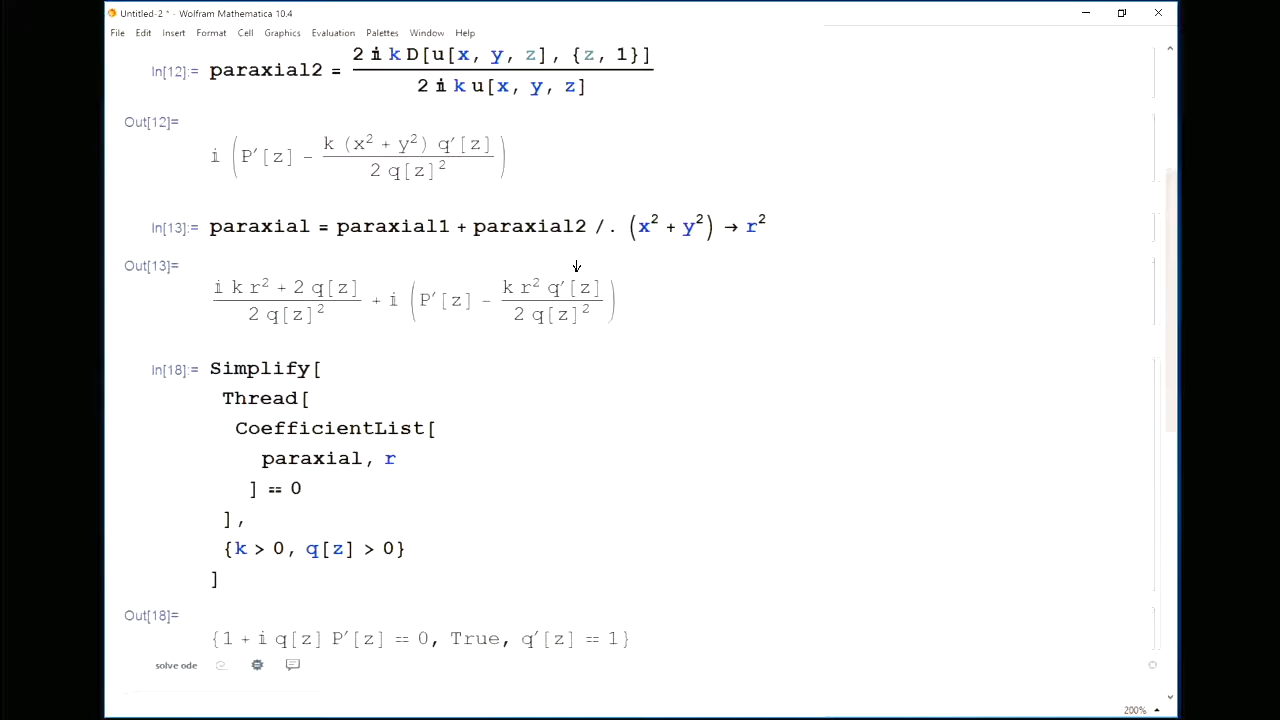 Untitled-2 * - Wolfram Mathematica 10.4
File Edit Insert Format Cell Graphics Evaluation Palettes Window Help
In[12]:= paraxial2 = (2 i k D[u[x, y, z], {z, 1}]) / (2 i k u[x, y, z])
Out[12]=
i (P′[z] − (k (x² + y²) q′[z]) / (2 q[z]²))
In[13]:= paraxial = paraxial1 + paraxial2 /. (x² + y²) → r²
Out[13]=
(i k r² + 2 q[z]) / (2 q[z]²) + i (P′[z] − (k r² q′[z]) / (2 q[z]²))
In[18]:= Simplify[
Thread[
CoefficientList[
paraxial, r
] == 0
],
{k > 0, q[z] > 0}
]
Out[18]=
{1 + i q[z] P′[z] == 0, True, q′[z] == 1}
solve ode
200%